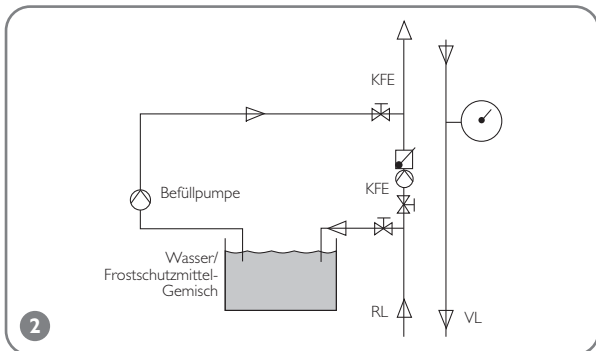 KFE
Befüllpumpe
KFE
Wasser/
Frostschutzmittel-
Gemisch
RL
VL
2